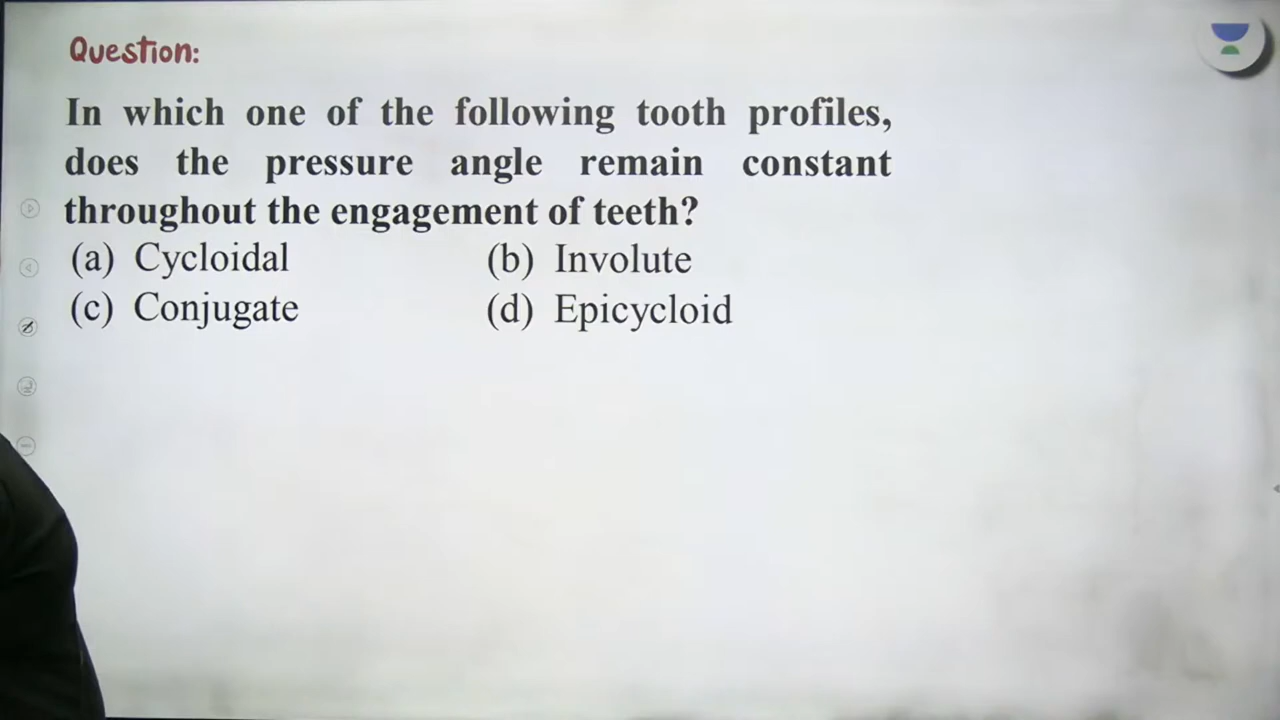 Question:
In which one of the following tooth profiles,
does the pressure angle remain constant
throughout the engagement of teeth?
(a) Cycloidal (b) Involute
(c) Conjugate (d) Epicycloid